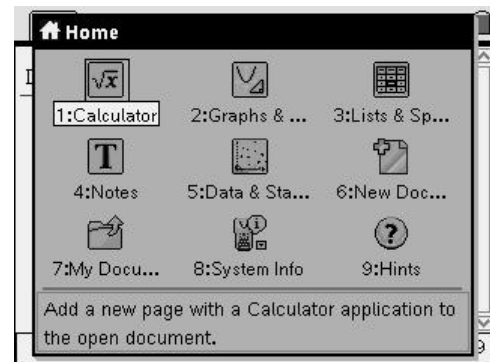 Home
√x
1:Calculator
2:Graphs & ...
3:Lists & Sp...
T
4:Notes
5:Data & Sta...
6:New Doc...
7:My Docu...
8:System Info
?
9:Hints
Add a new page with a Calculator application to
the open document.